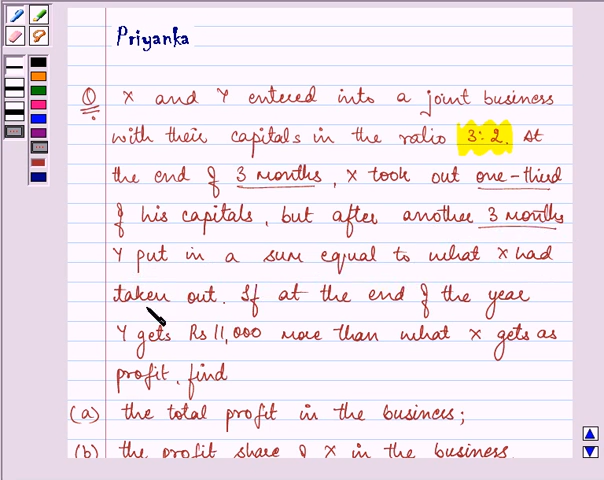 Priyanka
Q X and Y entered into a joint business
with their capitals in the ratio 3:2. At
the end of 3 months, X took out one-third
of his capitals, but after another 3 months
Y put in a sum equal to what X had
taken out. If at the end of the year
Y gets Rs 11,000 more than what X gets as
profit, find
(a) the total profit in the business;
(b) the profit share of X in the business